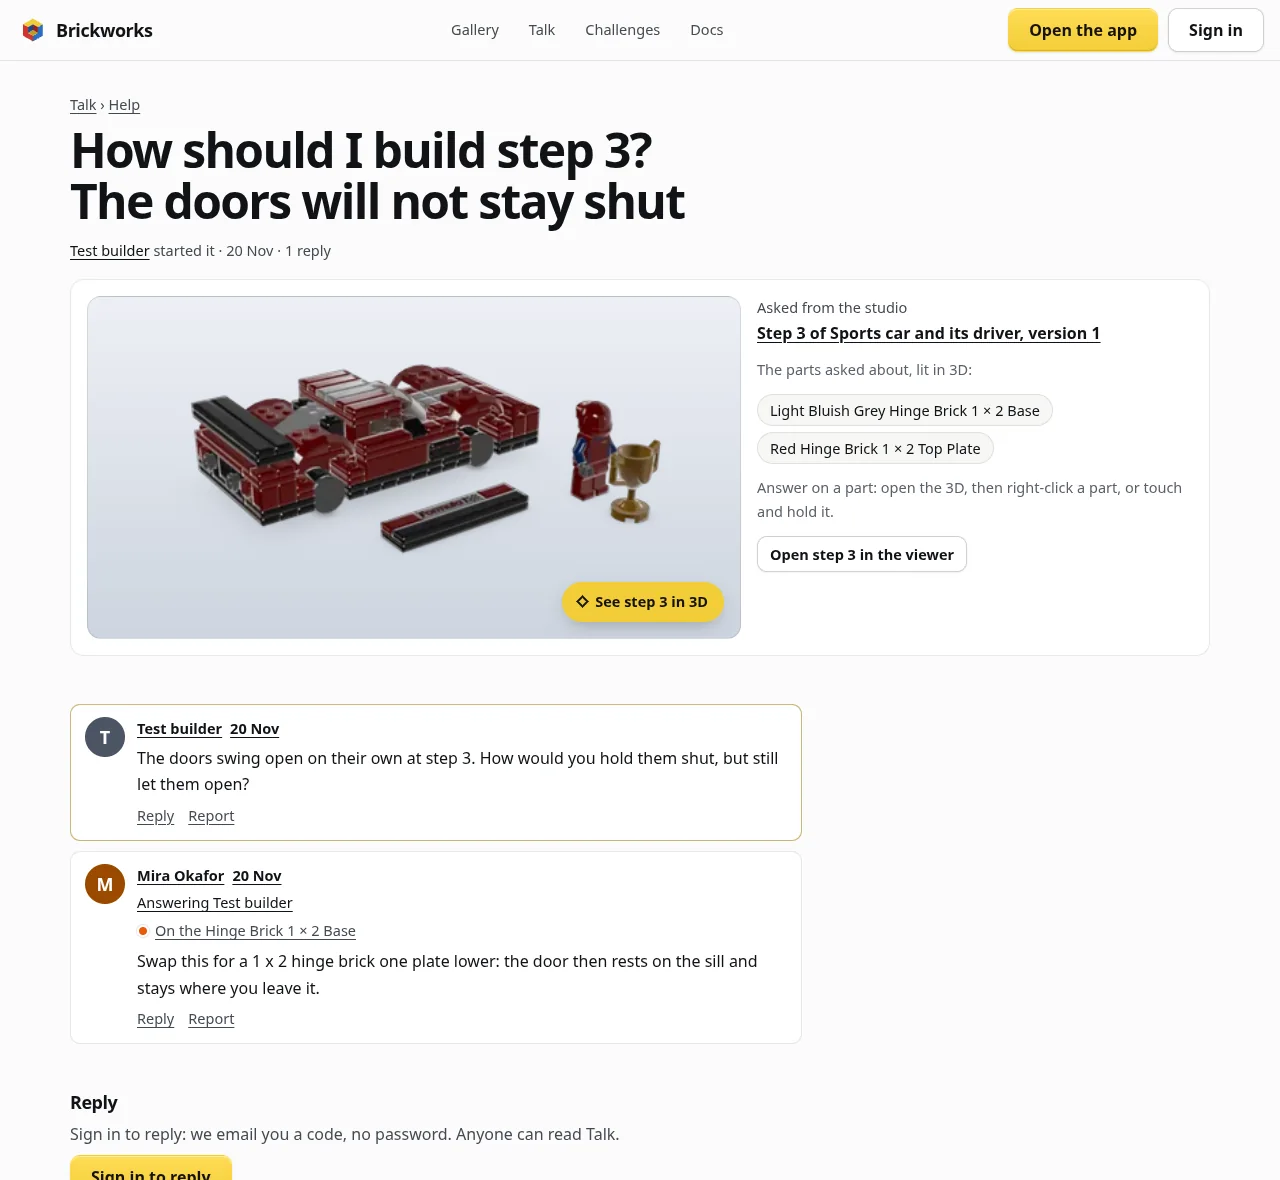 Brickworks
Gallery
Talk
Challenges
Docs
Open the app
Sign in
Talk › Help
How should I build step 3?
The doors will not stay shut
Test builder started it · 20 Nov · 1 reply
Asked from the studio
Step 3 of Sports car and its driver, version 1
The parts asked about, lit in 3D:
Light Bluish Grey Hinge Brick 1 × 2 Base
Red Hinge Brick 1 × 2 Top Plate
Answer on a part: open the 3D, then right-click a part, or touch
and hold it.
Open step 3 in the viewer
See step 3 in 3D
T
Test builder 20 Nov
The doors swing open on their own at step 3. How would you hold them shut, but still
let them open?
Reply Report
M
Mira Okafor 20 Nov
Answering Test builder
On the Hinge Brick 1 × 2 Base
Swap this for a 1 x 2 hinge brick one plate lower: the door then rests on the sill and
stays where you leave it.
Reply Report
Reply
Sign in to reply: we email you a code, no password. Anyone can read Talk.
Sign in to reply